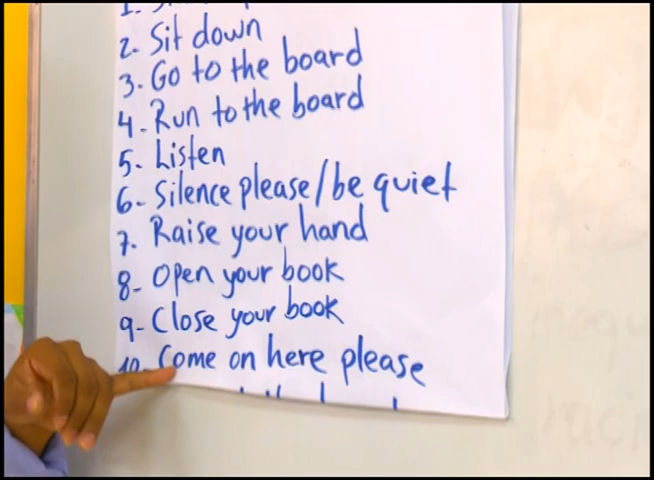 1.
2. Sit down
3. Go to the board
4- Run to the board
5- Listen
6- Silence please/be quiet
7. Raise your hand
8- Open your book
9- Close your book
10- Come on here please